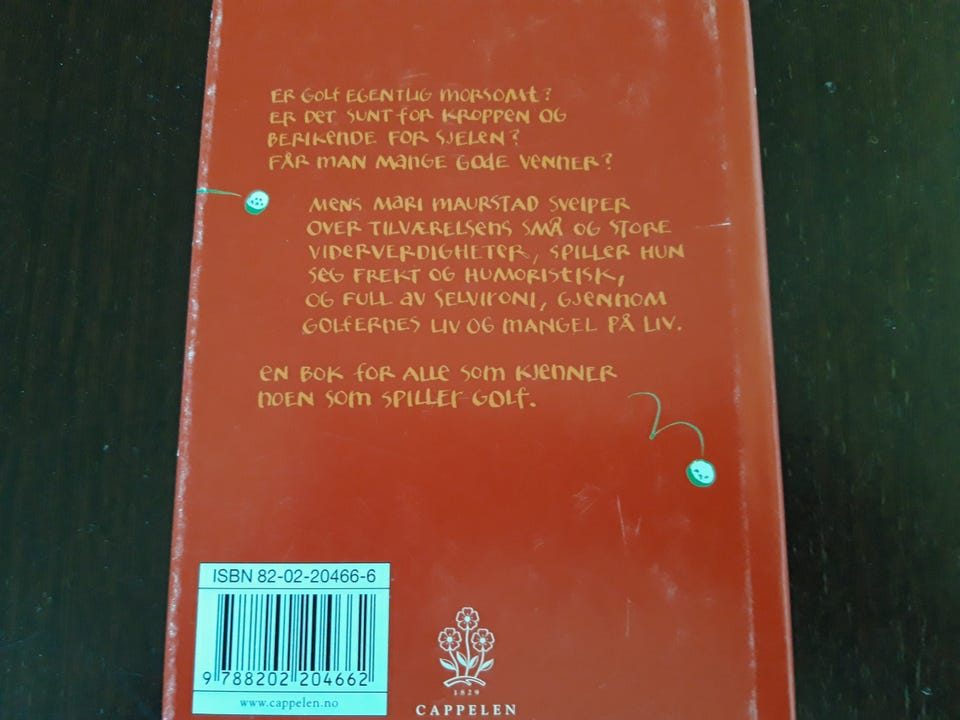 ER GOLF EGENTLIG MORSOMT?
ER DET SUNT FOR KROPPEN OG
BERIKENDE FOR SJELEN?
FÅR MAN MANGE GODE VENNER?
MENS MARI MAURSTAD SVEIPER
OVER TILVÆRELSENS SMÅ OG STORE
VIDERVERDIGHETER, SPILLER HUN
SEG FREKT OG HUMORISTISK,
OG FULL AV SELVIRONI, GJENNOM
GOLFERNES LIV OG MANGEL PÅ LIV.
EN BOK FOR ALLE SOM KJENNER
NOEN SOM SPILLER GOLF.
ISBN 82-02-20466-6
9 788202 204662
www.cappelen.no
1829
CAPPELEN